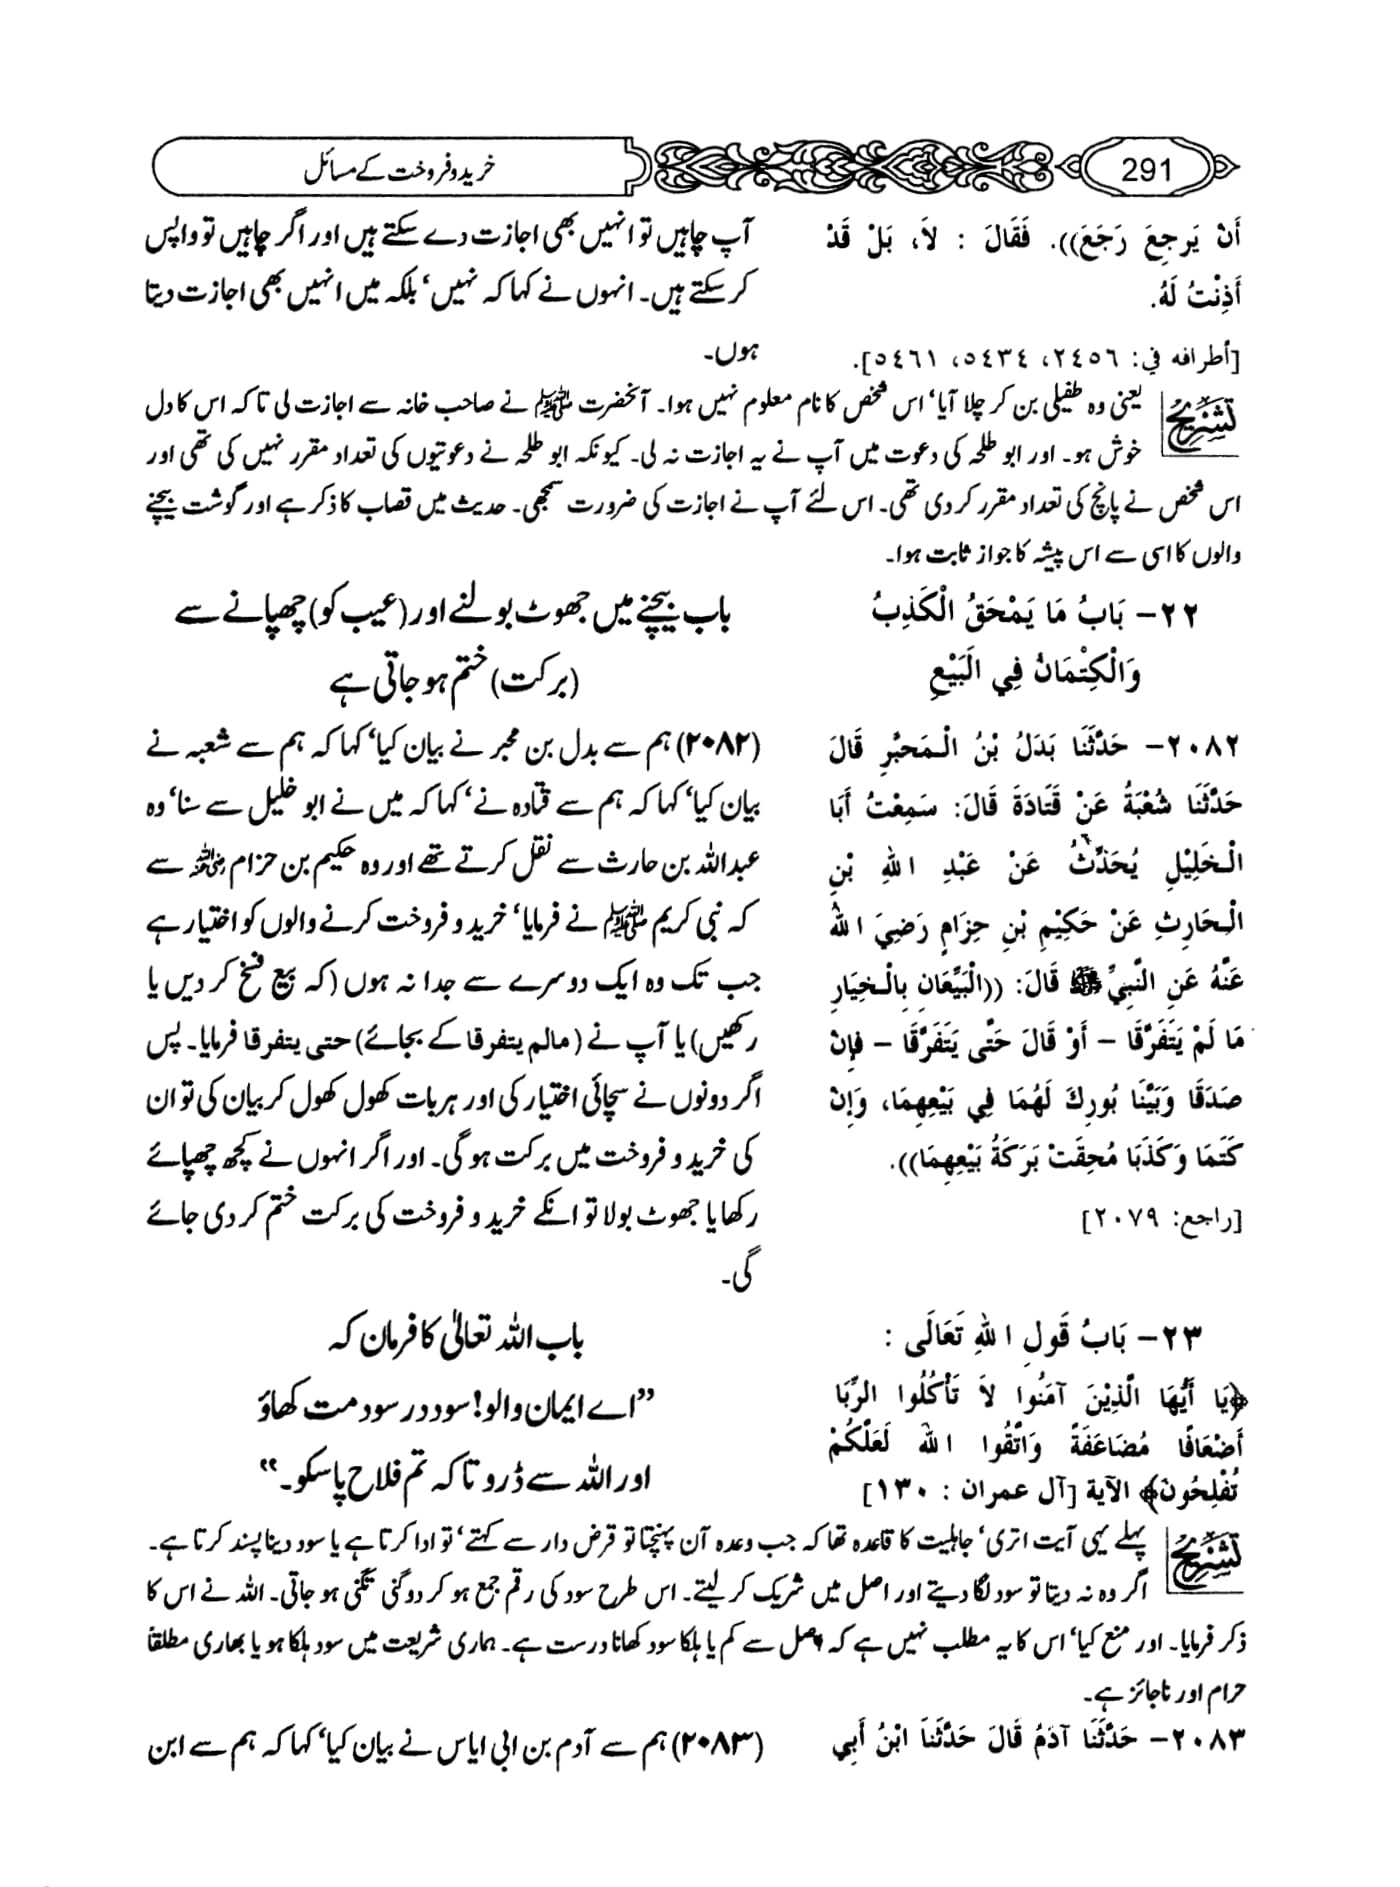 291
خرید و فروخت کے مسائل
أَنْ يَرجِعَ رَجَعَ)). فَقَالَ : لاَ، بَلْ قَدْ
أَذِنْتُ لَهُ.
[أطرافه في: ٢٤٥٦، ٥٤٣٤، ٥٤٦١].
آپ چاہیں تو انہیں بھی اجازت دے سکتے ہیں اور اگر چاہیں تو واپس
کر سکتے ہیں۔ انہوں نے کہا کہ نہیں‘ بلکہ میں انہیں بھی اجازت دیتا
ہوں۔
تشریح
یعنی وہ طفیلی بن کر چلا آیا‘ اس شخص کا نام معلوم نہیں ہوا۔ آنحضرت ﷺ نے صاحب خانہ سے اجازت لی تاکہ اس کا دل
خوش ہو۔ اور ابو طلحہ کی دعوت میں آپ نے یہ اجازت نہ لی۔ کیونکہ ابو طلحہ نے دعوتیوں کی تعداد مقرر نہیں کی تھی اور
اس شخص نے پانچ کی تعداد مقرر کر دی تھی۔ اس لئے آپ نے اجازت کی ضرورت سمجھی۔ حدیث میں قصاب کا ذکر ہے اور گوشت بیچنے
والوں کا اسی سے اس پیشہ کا جواز ثابت ہوا۔
٢٢- بَابُ مَا يَمْحَقُ الْكَذِبُ
وَالْكِتْمَانُ فِي الْبَيْعِ
باب بیچنے میں جھوٹ بولنے اور (عیب کو) چھپانے سے
(برکت) ختم ہو جاتی ہے
٢٠٨٢- حَدَّثَنَا بَدَلُ بْنُ الْمَحَبَّرِ قَالَ
حَدَّثَنَا شُعْبَةُ عَنْ قَتَادَةَ قَالَ: سَمِعْتُ أَبَا
الْخَلِيْلِ يُحَدِّثُ عَنْ عَبْدِ اللهِ بْنِ
الْحَارِثِ عَنْ حَكِيْمِ بْنِ حِزَامٍ رَضِيَ اللهُ
عَنْهُ عَنِ النَّبِيِّ ﷺ قَالَ: ((الْبَيِّعَانِ بِالْخِيَارِ
مَا لَمْ يَتَفَرَّقَا – أَوْ قَالَ حَتَّى يَتَفَرَّقَا – فَإِنْ
صَدَقَا وَبَيَّنَا بُورِكَ لَهُمَا فِي بَيْعِهِمَا، وَإِنْ
كَتَمَا وَكَذَبَا مُحِقَتْ بَرَكَةُ بَيْعِهِمَا)).
[راجع: ٢٠٧٩]
(۲۰۸۲) ہم سے بدل بن محبر نے بیان کیا‘ کہا کہ ہم سے شعبہ نے
بیان کیا‘ کہا کہ ہم سے قتادہ نے‘ کہا کہ میں نے ابو خلیل سے سنا‘ وہ
عبداللہ بن حارث سے نقل کرتے تھے اور وہ حکیم بن حزام رضی اللہ عنہ سے
کہ نبی کریم ﷺ نے فرمایا‘ خرید و فروخت کرنے والوں کو اختیار ہے
جب تک وہ ایک دوسرے سے جدا نہ ہوں (کہ بیع فسخ کر دیں یا
رکھیں) یا آپ نے (مالم یتفرقا کے بجائے) حتی یتفرقا فرمایا۔ پس
اگر دونوں نے سچائی اختیار کی اور ہر بات کھول کھول کر بیان کی تو ان
کی خرید و فروخت میں برکت ہو گی۔ اور اگر انہوں نے کچھ چھپائے
رکھا یا جھوٹ بولا تو انکے خرید و فروخت کی برکت ختم کر دی جائے
گی۔
٢٣- بَابُ قَولِ اللهِ تَعَالَى :
﴿يَا أَيُّهَا الَّذِيْنَ آمَنُوا لاَ تَأْكُلُوا الرِّبَا
أَضْعَافًا مُضَاعَفَةً وَاتَّقُوا اللهَ لَعَلَّكُمْ
تُفْلِحُونَ﴾ الآية [آل عمران : ١٣٠]
باب اللہ تعالیٰ کا فرمان کہ
”اے ایمان والو! سود در سود مت کھاؤ
اور اللہ سے ڈرو تاکہ تم فلاح پا سکو۔“
تشریح
پہلے یہی آیت اتری‘ جاہلیت کا قاعدہ تھا کہ جب وعدہ آن پہنچتا تو قرض دار سے کہتے‘ تو ادا کرتا ہے یا سود دینا پسند کرتا ہے۔
اگر وہ نہ دیتا تو سود لگا دیتے اور اصل میں شریک کر لیتے۔ اس طرح سود کی رقم جمع ہو کر دوگنی تگنی ہو جاتی۔ اللہ نے اس کا
ذکر فرمایا۔ اور منع کیا‘ اس کا یہ مطلب نہیں ہے کہ اصل سے کم یا ہلکا سود کھانا درست ہے۔ ہماری شریعت میں سود ہلکا ہو یا بھاری مطلقاً
حرام اور ناجائز ہے۔
٢٠٨٣- حَدَّثَنَا آدَمُ قَالَ حَدَّثَنَا ابْنُ أَبِي
(۲۰۸۳) ہم سے آدم بن ابی ایاس نے بیان کیا‘ کہا کہ ہم سے ابن